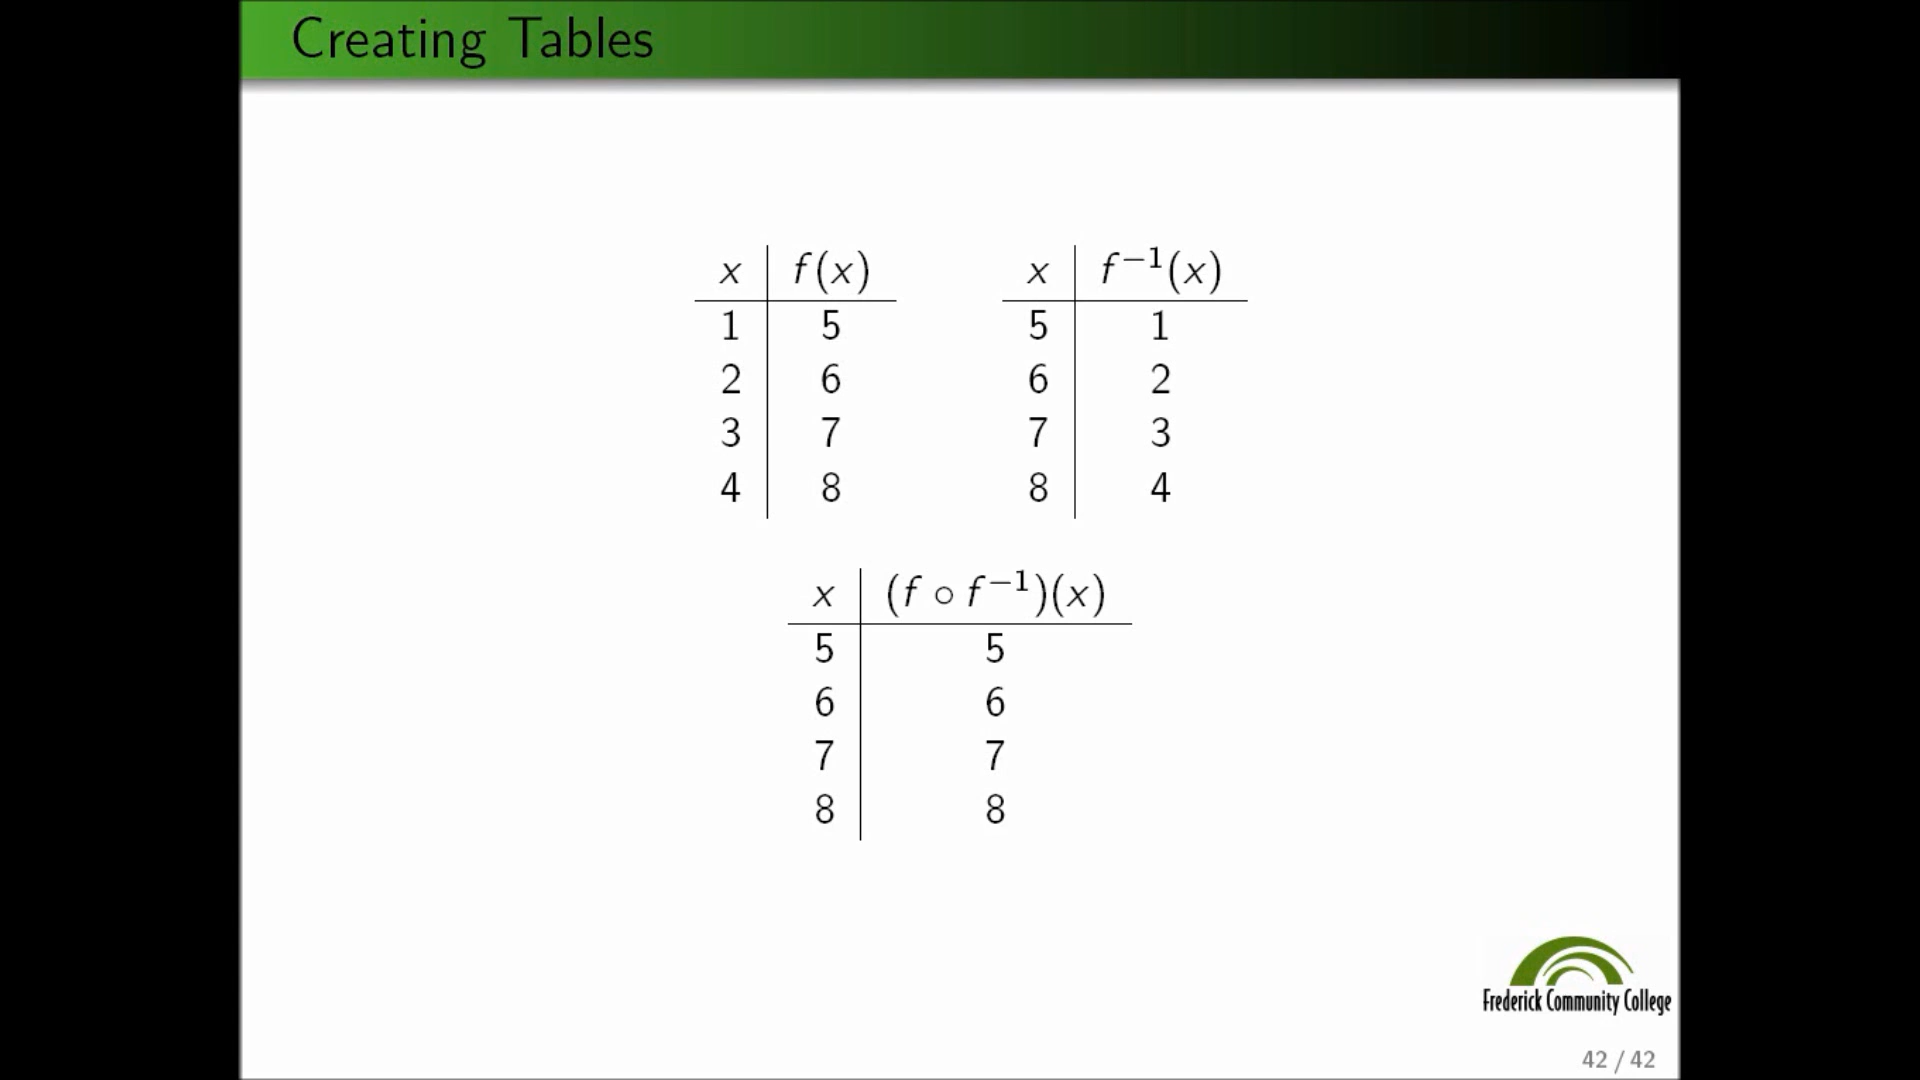 Creating Tables
x f(x) x f⁻¹(x)
1 5 5 1
2 6 6 2
3 7 7 3
4 8 8 4
x (f ∘ f⁻¹)(x)
5 5
6 6
7 7
8 8
Frederick Community College
42 / 42